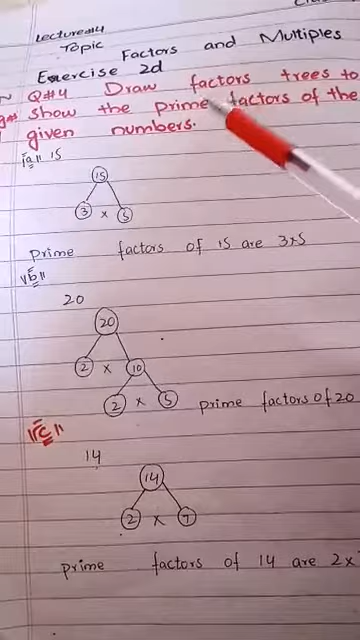 Lecture#4
Topic
Factors and Multiples
Exercise 2d
Q#4 Draw factors trees to
show the prime factors of the
given numbers.
"a" 15
15
3 x 5
Prime factors of 15 are 3x5
"b"
20
20
2 x 10
2 x 5
prime factors of 20
"c"
14
14
2 x 7
prime factors of 14 are 2x